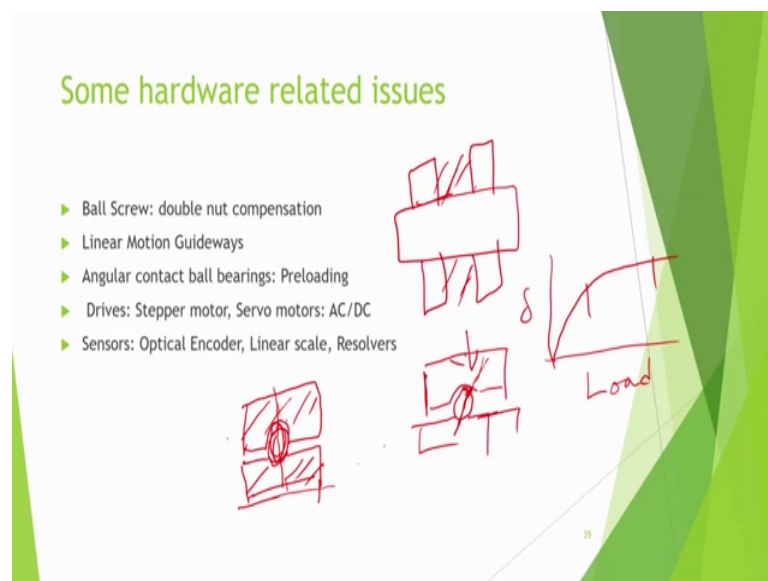 Some hardware related issues
Ball Screw: double nut compensation
Linear Motion Guideways
Angular contact ball bearings: Preloading
Drives: Stepper motor, Servo motors: AC/DC
Sensors: Optical Encoder, Linear scale, Resolvers
δ
Load
35